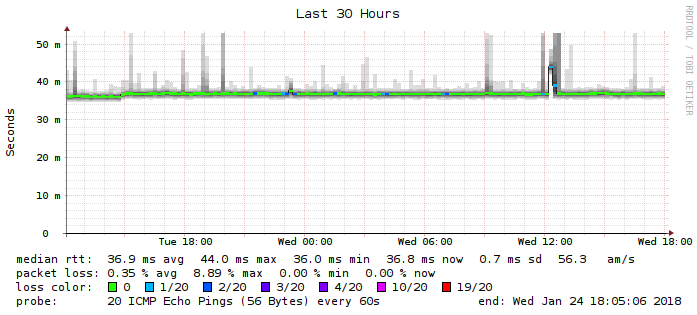 Last 30 Hours
RRDTOOL / TOBI OETIKER
Seconds
50 m
40 m
30 m
20 m
10 m
0
Tue 18:00 Wed 00:00 Wed 06:00 Wed 12:00 Wed 18:00
median rtt: 36.9 ms avg 44.0 ms max 36.0 ms min 36.8 ms now 0.7 ms sd 56.3 am/s
packet loss: 0.35 % avg 8.89 % max 0.00 % min 0.00 % now
loss color: 0 1/20 2/20 3/20 4/20 10/20 19/20
probe: 20 ICMP Echo Pings (56 Bytes) every 60s end: Wed Jan 24 18:05:06 2018